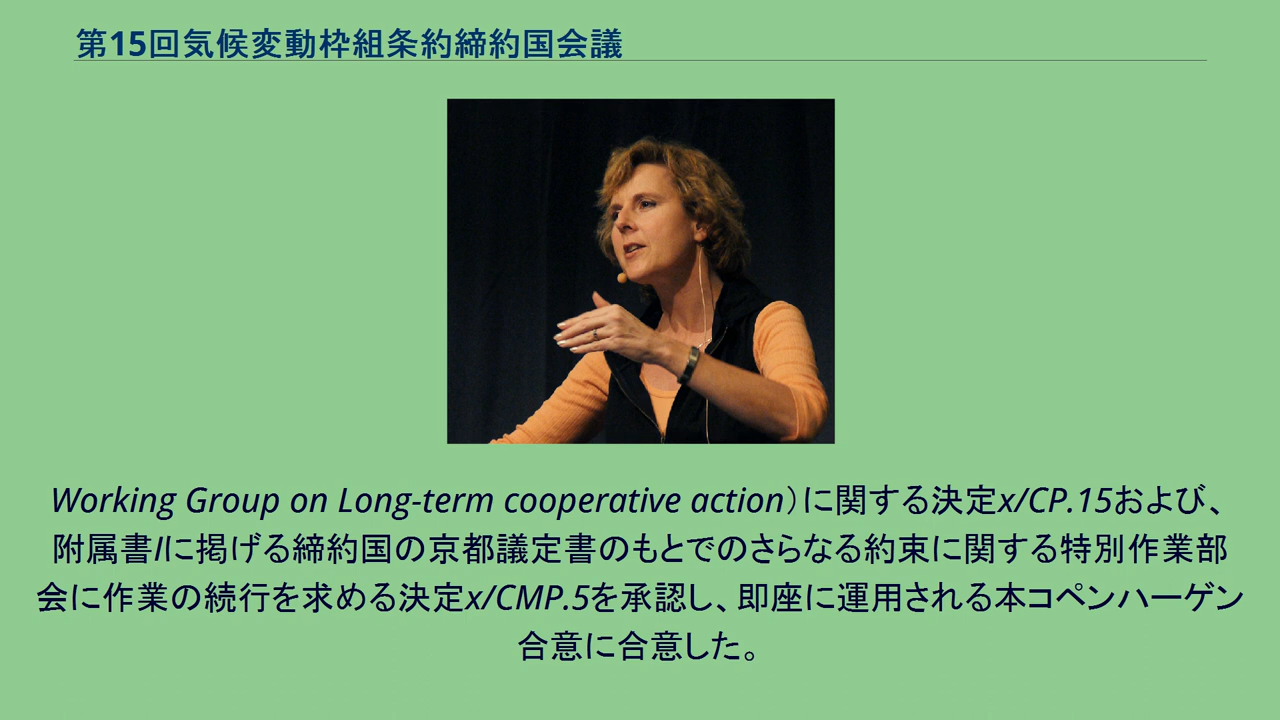 第15回気候変動枠組条約締約国会議
Working Group on Long-term cooperative action）に関する決定x/CP.15および、
附属書Iに掲げる締約国の京都議定書のもとでのさらなる約束に関する特別作業部
会に作業の続行を求める決定x/CMP.5を承認し、即座に運用される本コペンハーゲン
合意に合意した。